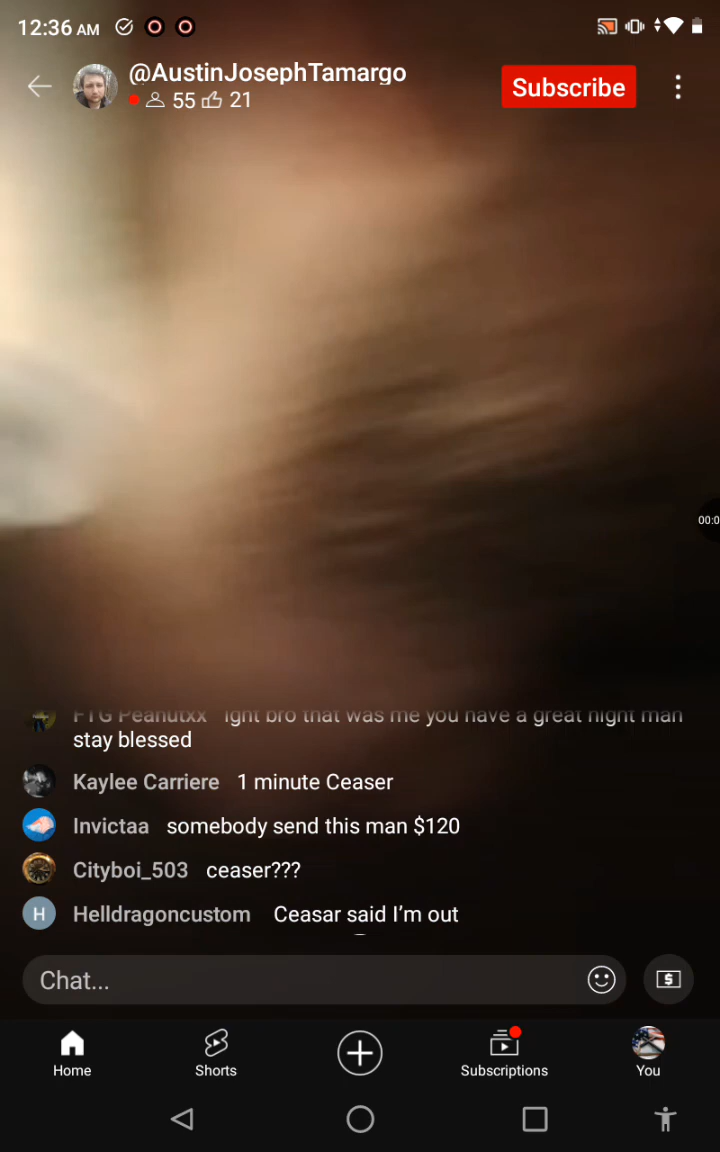 12:36 AM
@AustinJosephTamargo
55 21
Subscribe
00:0
FTG Peanutxx ight bro that was me you have a great night man
stay blessed
Kaylee Carriere 1 minute Ceaser
Invictaa somebody send this man $120
Cityboi_503 ceaser???
H Helldragoncustom Ceasar said I’m out
Chat...
$
Home
Shorts
Subscriptions
You